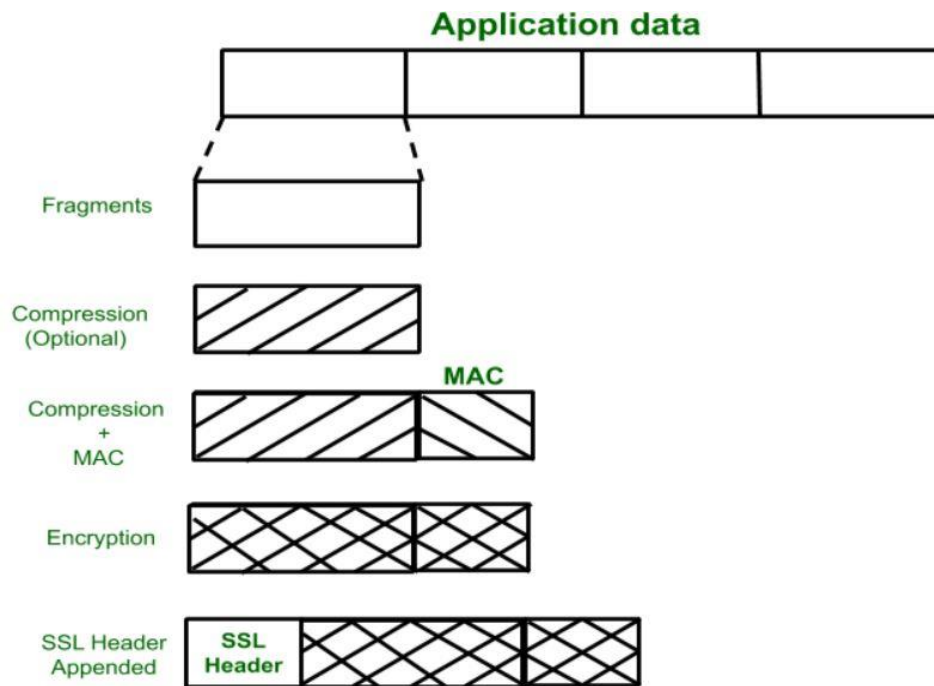 Application data
Fragments
Compression
(Optional)
MAC
Compression
+
MAC
Encryption
SSL Header
Appended
SSL
Header